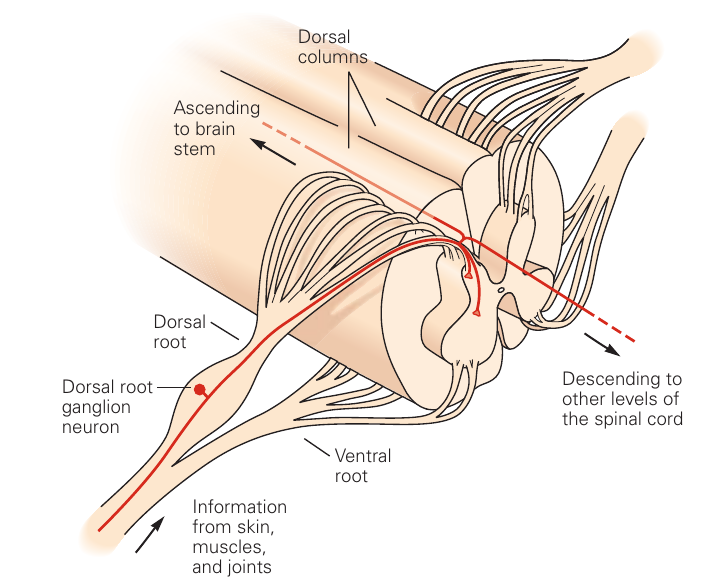 Dorsal
columns
Ascending
to brain
stem
Dorsal
root
Dorsal root
ganglion
neuron
Descending to
other levels of
the spinal cord
Ventral
root
Information
from skin,
muscles,
and joints